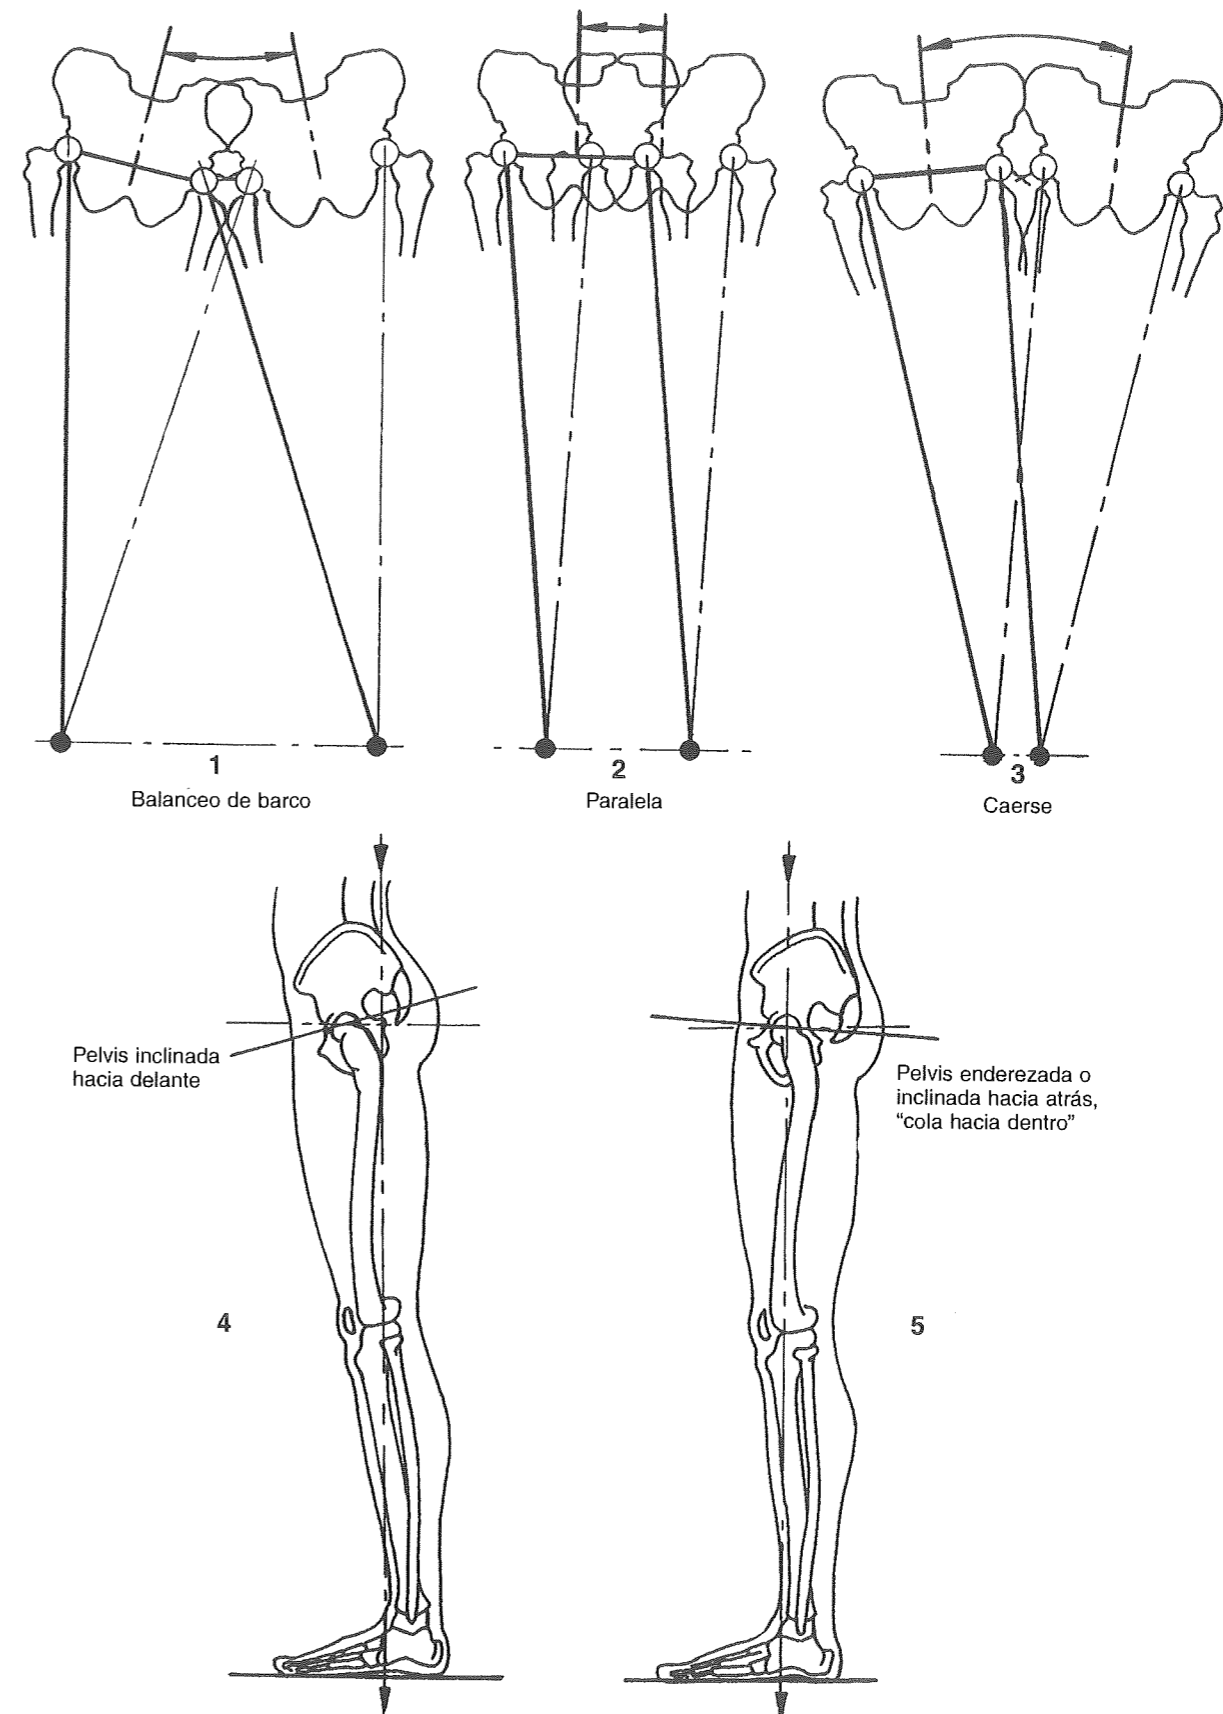 1
Balanceo de barco
2
Paralela
3
Caerse
Pelvis inclinada
hacia delante
4
Pelvis enderezada o
inclinada hacia atrás,
“cola hacia dentro”
5